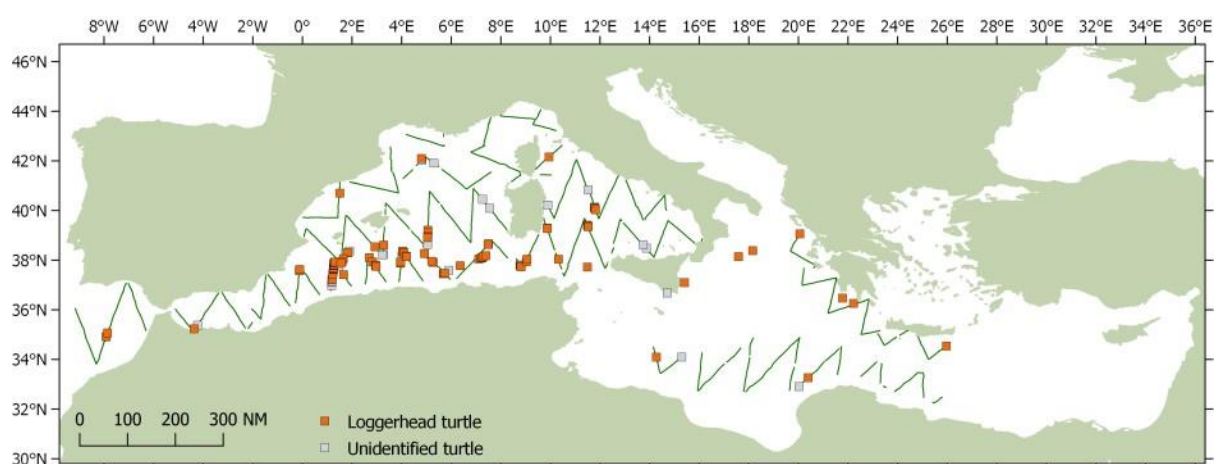 8°W 6°W 4°W 2°W 0° 2°E 4°E 6°E 8°E 10°E 12°E 14°E 16°E 18°E 20°E 22°E 24°E 26°E 28°E 30°E 32°E 34°E 36°E
46°N
44°N
42°N
40°N
38°N
36°N
34°N
32°N
30°N
0 100 200 300 NM
Loggerhead turtle
Unidentified turtle